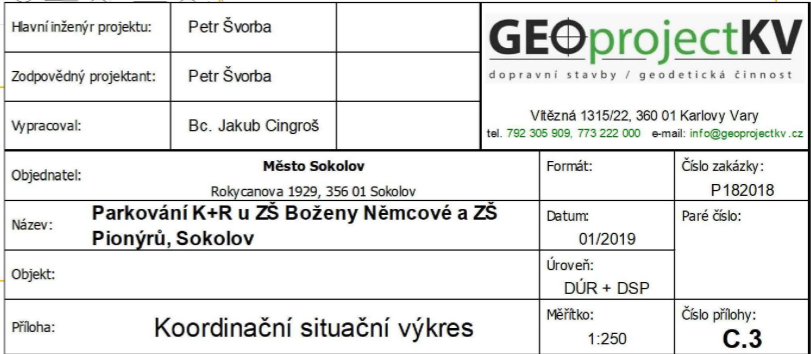 Hlavní inženýr projektu: Petr Švorba
Zodpovědný projektant: Petr Švorba
Vypracoval: Bc. Jakub Cingroš
GEOprojectKV
dopravní stavby / geodetická činnost
Vítězná 1315/22, 360 01 Karlovy Vary
tel. 792 305 909, 773 222 000 e-mail: info@geoprojectkv.cz
Objednatel: Město Sokolov
Rokycanova 1929, 356 01 Sokolov
Formát:
Číslo zakázky:
P182018
Název: Parkování K+R u ZŠ Boženy Němcové a ZŠ
Pionýrů, Sokolov
Datum:
01/2019
Paré číslo:
Objekt:
Úroveň:
DÚR + DSP
Příloha: Koordinační situační výkres
Měřítko:
1:250
Číslo přílohy:
C.3